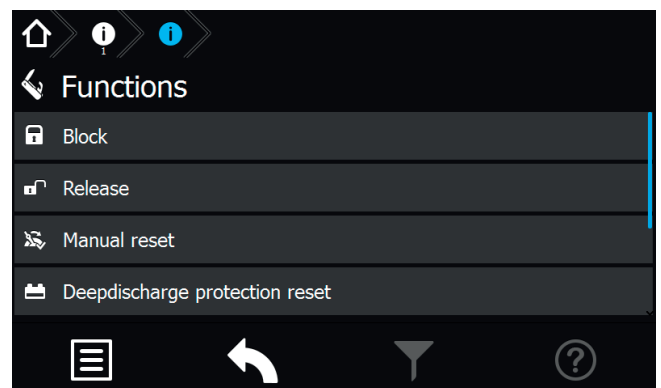 1
Functions
Block
Release
Manual reset
Deepdischarge protection reset